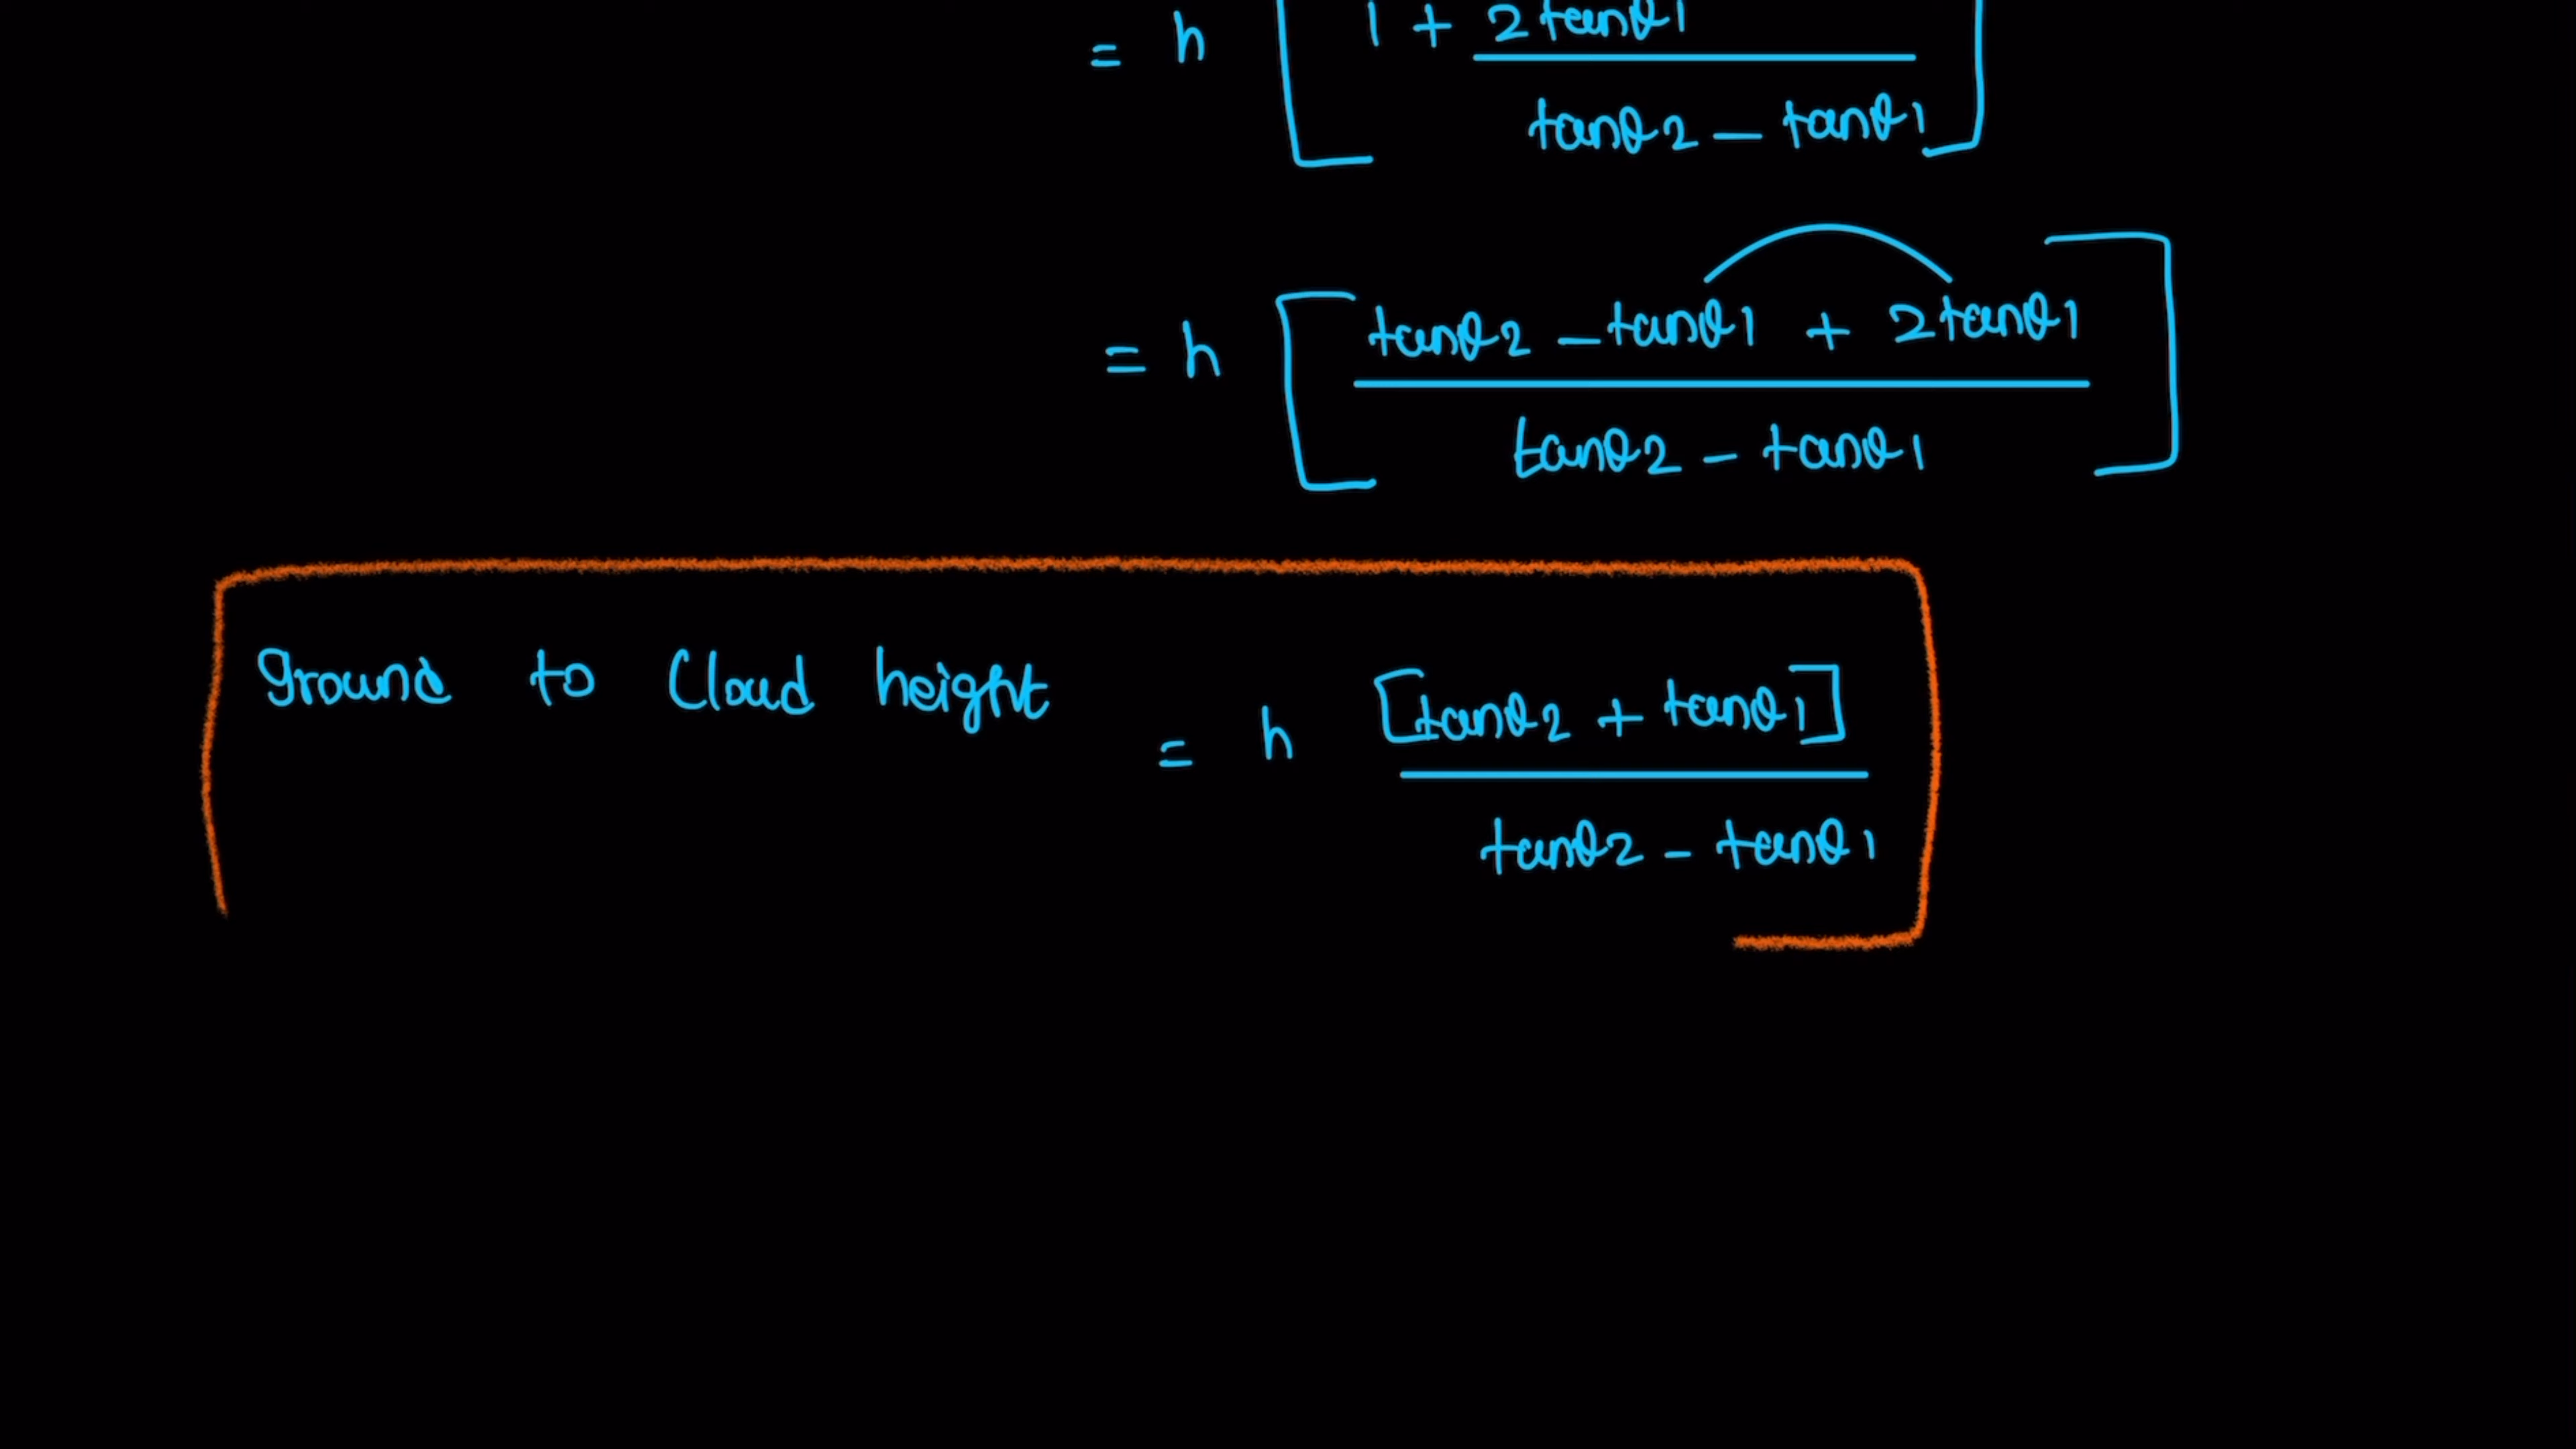 = h [ 1 + 2tanθ1 / tanθ2 - tanθ1 ]
= h [ tanθ2 - tanθ1 + 2tanθ1 / tanθ2 - tanθ1 ]
Ground to Cloud height = h [tanθ2 + tanθ1] / tanθ2 - tanθ1